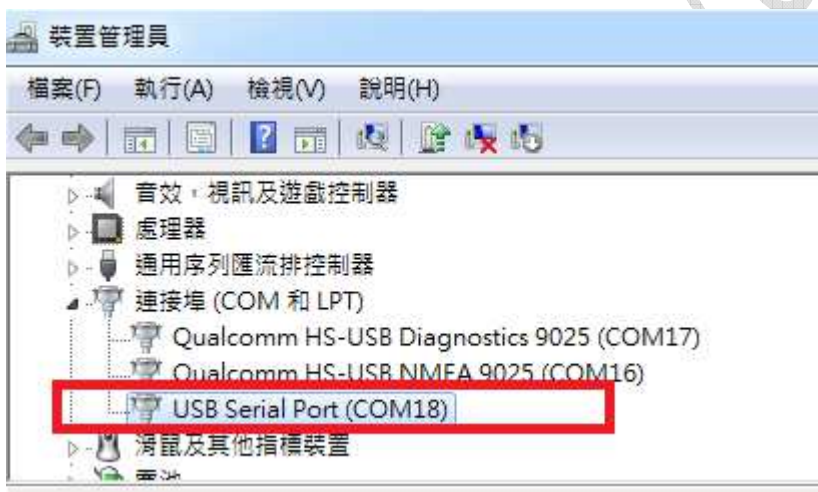 裝置管理員
檔案(F) 執行(A) 檢視(V) 說明(H)
音效，視訊及遊戲控制器
處理器
通用序列匯流排控制器
連接埠 (COM 和 LPT)
Qualcomm HS-USB Diagnostics 9025 (COM17)
Qualcomm HS-USB NMEA 9025 (COM16)
USB Serial Port (COM18)
滑鼠及其他指標裝置